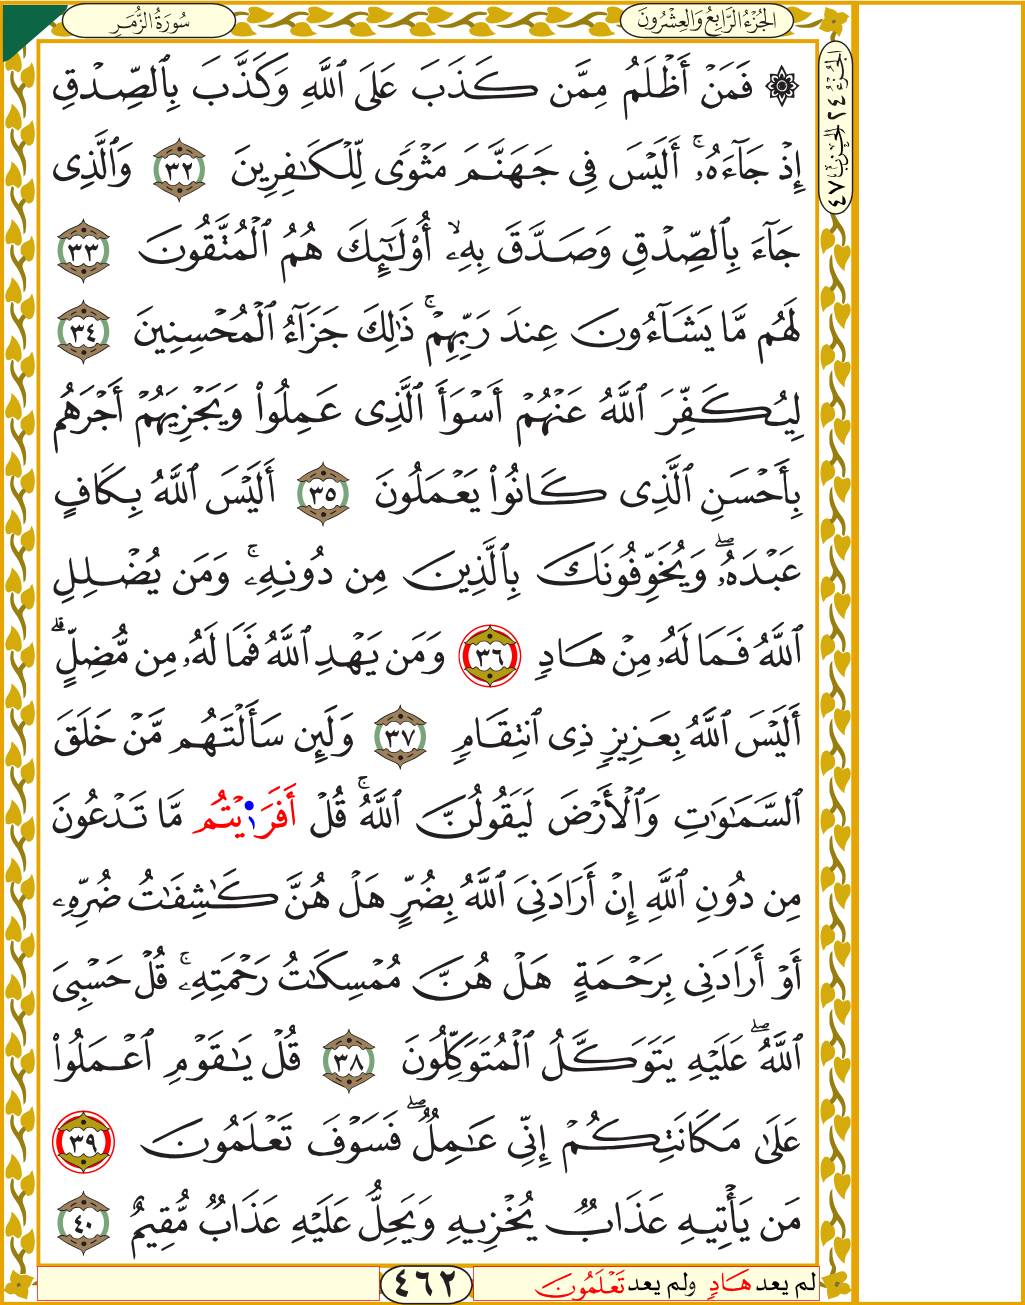 سُورَةُ الزُّمَرِ
الجُزْءُ الرَّابِعُ وَالعِشْرُونَ
الجُزْءُ ٢٤ الحِزْبُ ٤٧
۞ فَمَنۡ أَظۡلَمُ مِمَّن كَذَبَ عَلَى ٱللَّهِ وَكَذَّبَ بِٱلصِّدۡقِ
إِذۡ جَآءَهُۥٓۚ أَلَيۡسَ فِى جَهَنَّمَ مَثۡوٗى لِّلۡكَٰفِرِينَ ٣٢ وَٱلَّذِى
جَآءَ بِٱلصِّدۡقِ وَصَدَّقَ بِهِۦٓۙ أُوْلَٰٓئِكَ هُمُ ٱلۡمُتَّقُونَ ٣٣
لَهُم مَّا يَشَآءُونَ عِندَ رَبِّهِمۡۚ ذَٰلِكَ جَزَآءُ ٱلۡمُحۡسِنِينَ ٣٤
لِيُكَفِّرَ ٱللَّهُ عَنۡهُمۡ أَسۡوَأَ ٱلَّذِى عَمِلُواْ وَيَجۡزِيَهُمۡ أَجۡرَهُم
بِأَحۡسَنِ ٱلَّذِى كَانُواْ يَعۡمَلُونَ ٣٥ أَلَيۡسَ ٱللَّهُ بِكَافٍ
عَبۡدَهُۥۖ وَيُخَوِّفُونَكَ بِٱلَّذِينَ مِن دُونِهِۦۚ وَمَن يُضۡلِلِ
ٱللَّهُ فَمَا لَهُۥ مِنۡ هَادٖ ٣٦ وَمَن يَهۡدِ ٱللَّهُ فَمَا لَهُۥ مِن مُّضِلٍّۗ
أَلَيۡسَ ٱللَّهُ بِعَزِيزٖ ذِى ٱنتِقَامٖ ٣٧ وَلَئِن سَأَلۡتَهُم مَّنۡ خَلَقَ
ٱلسَّمَٰوَٰتِ وَٱلۡأَرۡضَ لَيَقُولُنَّ ٱللَّهُۚ قُلۡ أَفَرَٰ•يۡتُم مَّا تَدۡعُونَ
مِن دُونِ ٱللَّهِ إِنۡ أَرَادَنِىَ ٱللَّهُ بِضُرٍّ هَلۡ هُنَّ كَٰشِفَٰتُ ضُرِّهِۦٓ
أَوۡ أَرَادَنِى بِرَحۡمَةٍ هَلۡ هُنَّ مُمۡسِكَٰتُ رَحۡمَتِهِۦۚ قُلۡ حَسۡبِىَ
ٱللَّهُۖ عَلَيۡهِ يَتَوَكَّلُ ٱلۡمُتَوَكِّلُونَ ٣٨ قُلۡ يَٰقَوۡمِ ٱعۡمَلُواْ
عَلَىٰ مَكَانَتِكُمۡ إِنِّى عَٰمِلٞۖ فَسَوۡفَ تَعۡلَمُونَ ٣٩
مَن يَأۡتِيهِ عَذَابٞ يُخۡزِيهِ وَيَحِلُّ عَلَيۡهِ عَذَابٞ مُّقِيمٌ ٤٠
لم يعد هَادٖ ولم يعد تَعۡلَمُونَ
٤٦٢